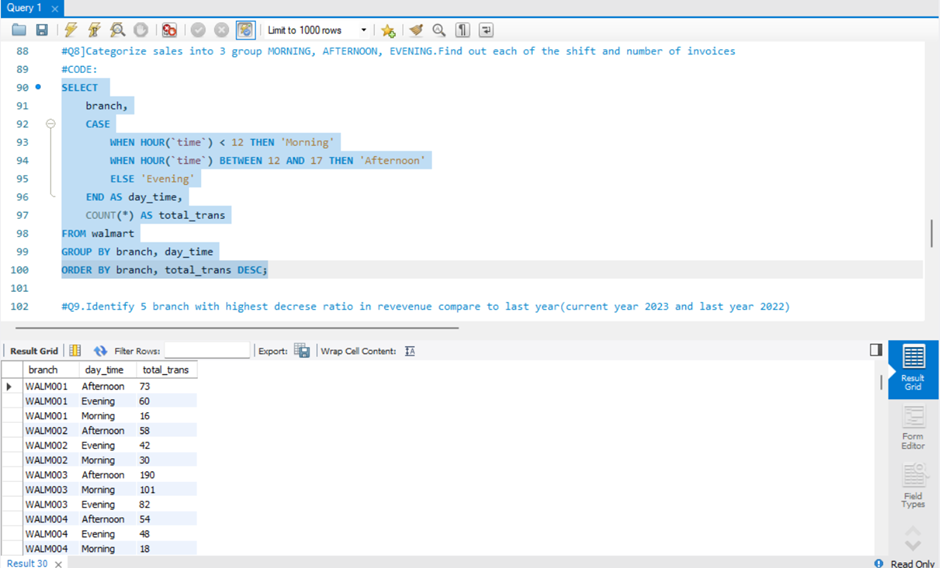 Query 1
Limit to 1000 rows
88 #Q8]Categorize sales into 3 group MORNING, AFTERNOON, EVENING.Find out each of the shift and number of invoices
89 #CODE:
90 SELECT
91 branch,
92 CASE
93 WHEN HOUR(`time`) < 12 THEN 'Morning'
94 WHEN HOUR(`time`) BETWEEN 12 AND 17 THEN 'Afternoon'
95 ELSE 'Evening'
96 END AS day_time,
97 COUNT(*) AS total_trans
98 FROM walmart
99 GROUP BY branch, day_time
100 ORDER BY branch, total_trans DESC;
101
102 #Q9.Identify 5 branch with highest decrese ratio in revevenue compare to last year(current year 2023 and last year 2022)
Result Grid Filter Rows: Export: Wrap Cell Content:
branch day_time total_trans
WALM001 Afternoon 73
WALM001 Evening 60
WALM001 Morning 16
WALM002 Afternoon 58
WALM002 Evening 42
WALM002 Morning 30
WALM003 Afternoon 190
WALM003 Morning 101
WALM003 Evening 82
WALM004 Afternoon 54
WALM004 Evening 48
WALM004 Morning 18
Result
Grid
Form
Editor
Field
Types
Result 30
Read Only